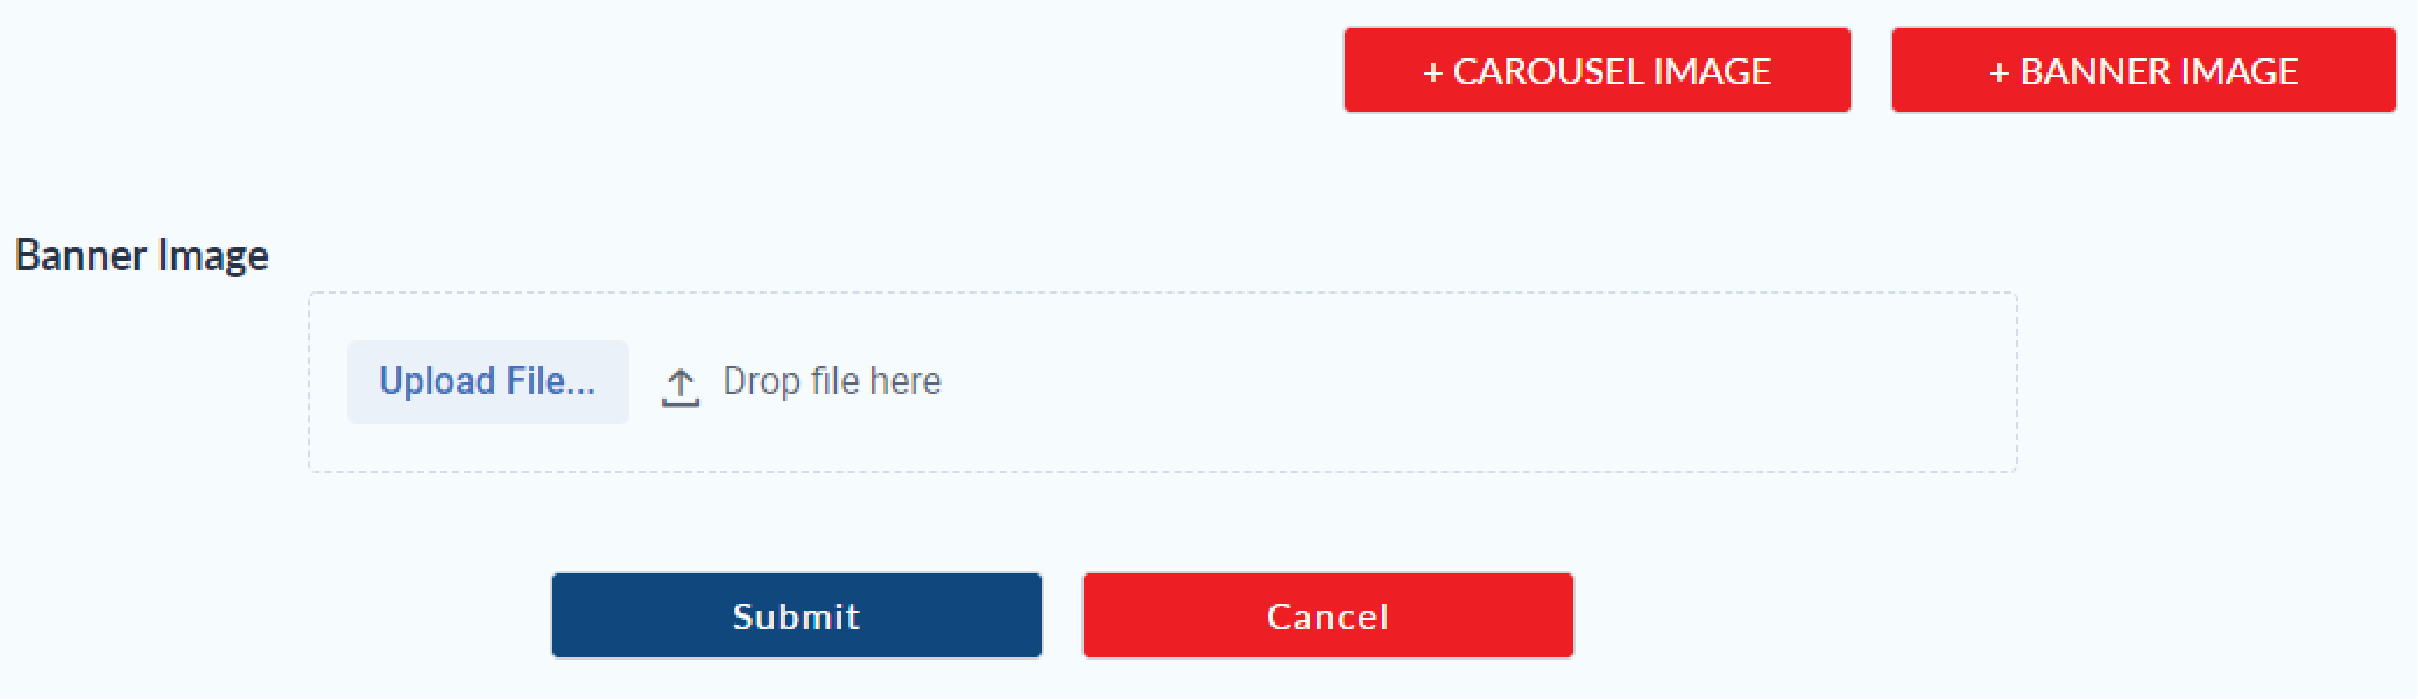 + CAROUSEL IMAGE + BANNER IMAGE
Banner Image
Upload File... Drop file here
Submit Cancel